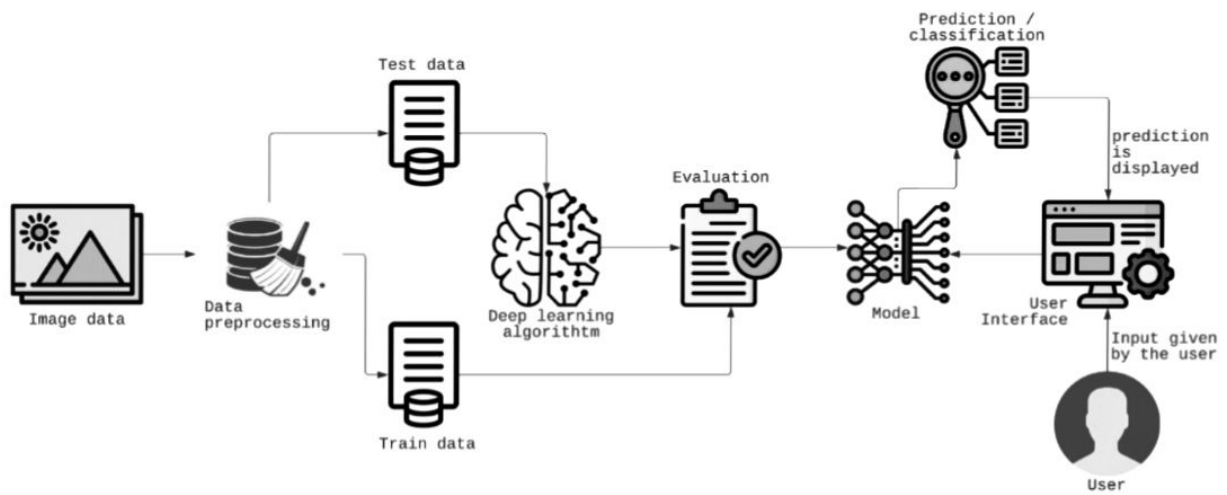 Prediction /
classification
Test data
prediction
is
displayed
Evaluation
Image data
Data
preprocessing
Deep learning
algorithtm
Model
User
Interface
Input given
by the user
Train data
User